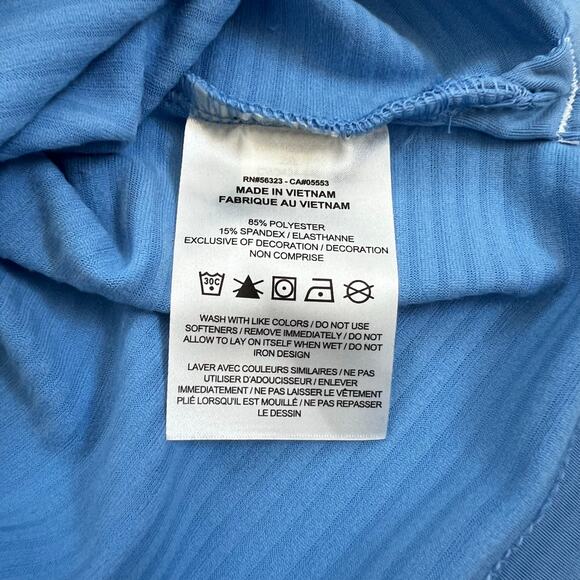 RN#56323 - CA#05553
MADE IN VIETNAM
FABRIQUE AU VIETNAM
85% POLYESTER
15% SPANDEX / ELASTHANNE
EXCLUSIVE OF DECORATION / DECORATION
NON COMPRISE
30C
WASH WITH LIKE COLORS / DO NOT USE
SOFTENERS / REMOVE IMMEDIATELY / DO NOT
ALLOW TO LAY ON ITSELF WHEN WET / DO NOT
IRON DESIGN
LAVER AVEC COULEURS SIMILAIRES / NE PAS
UTILISER D'ADOUCISSEUR / ENLEVER
IMMEDIATEMENT / NE PAS LAISSER LE VÊTEMENT
PLIÉ LORSQU'IL EST MOUILLÉ / NE PAS REPASSER
LE DESSIN